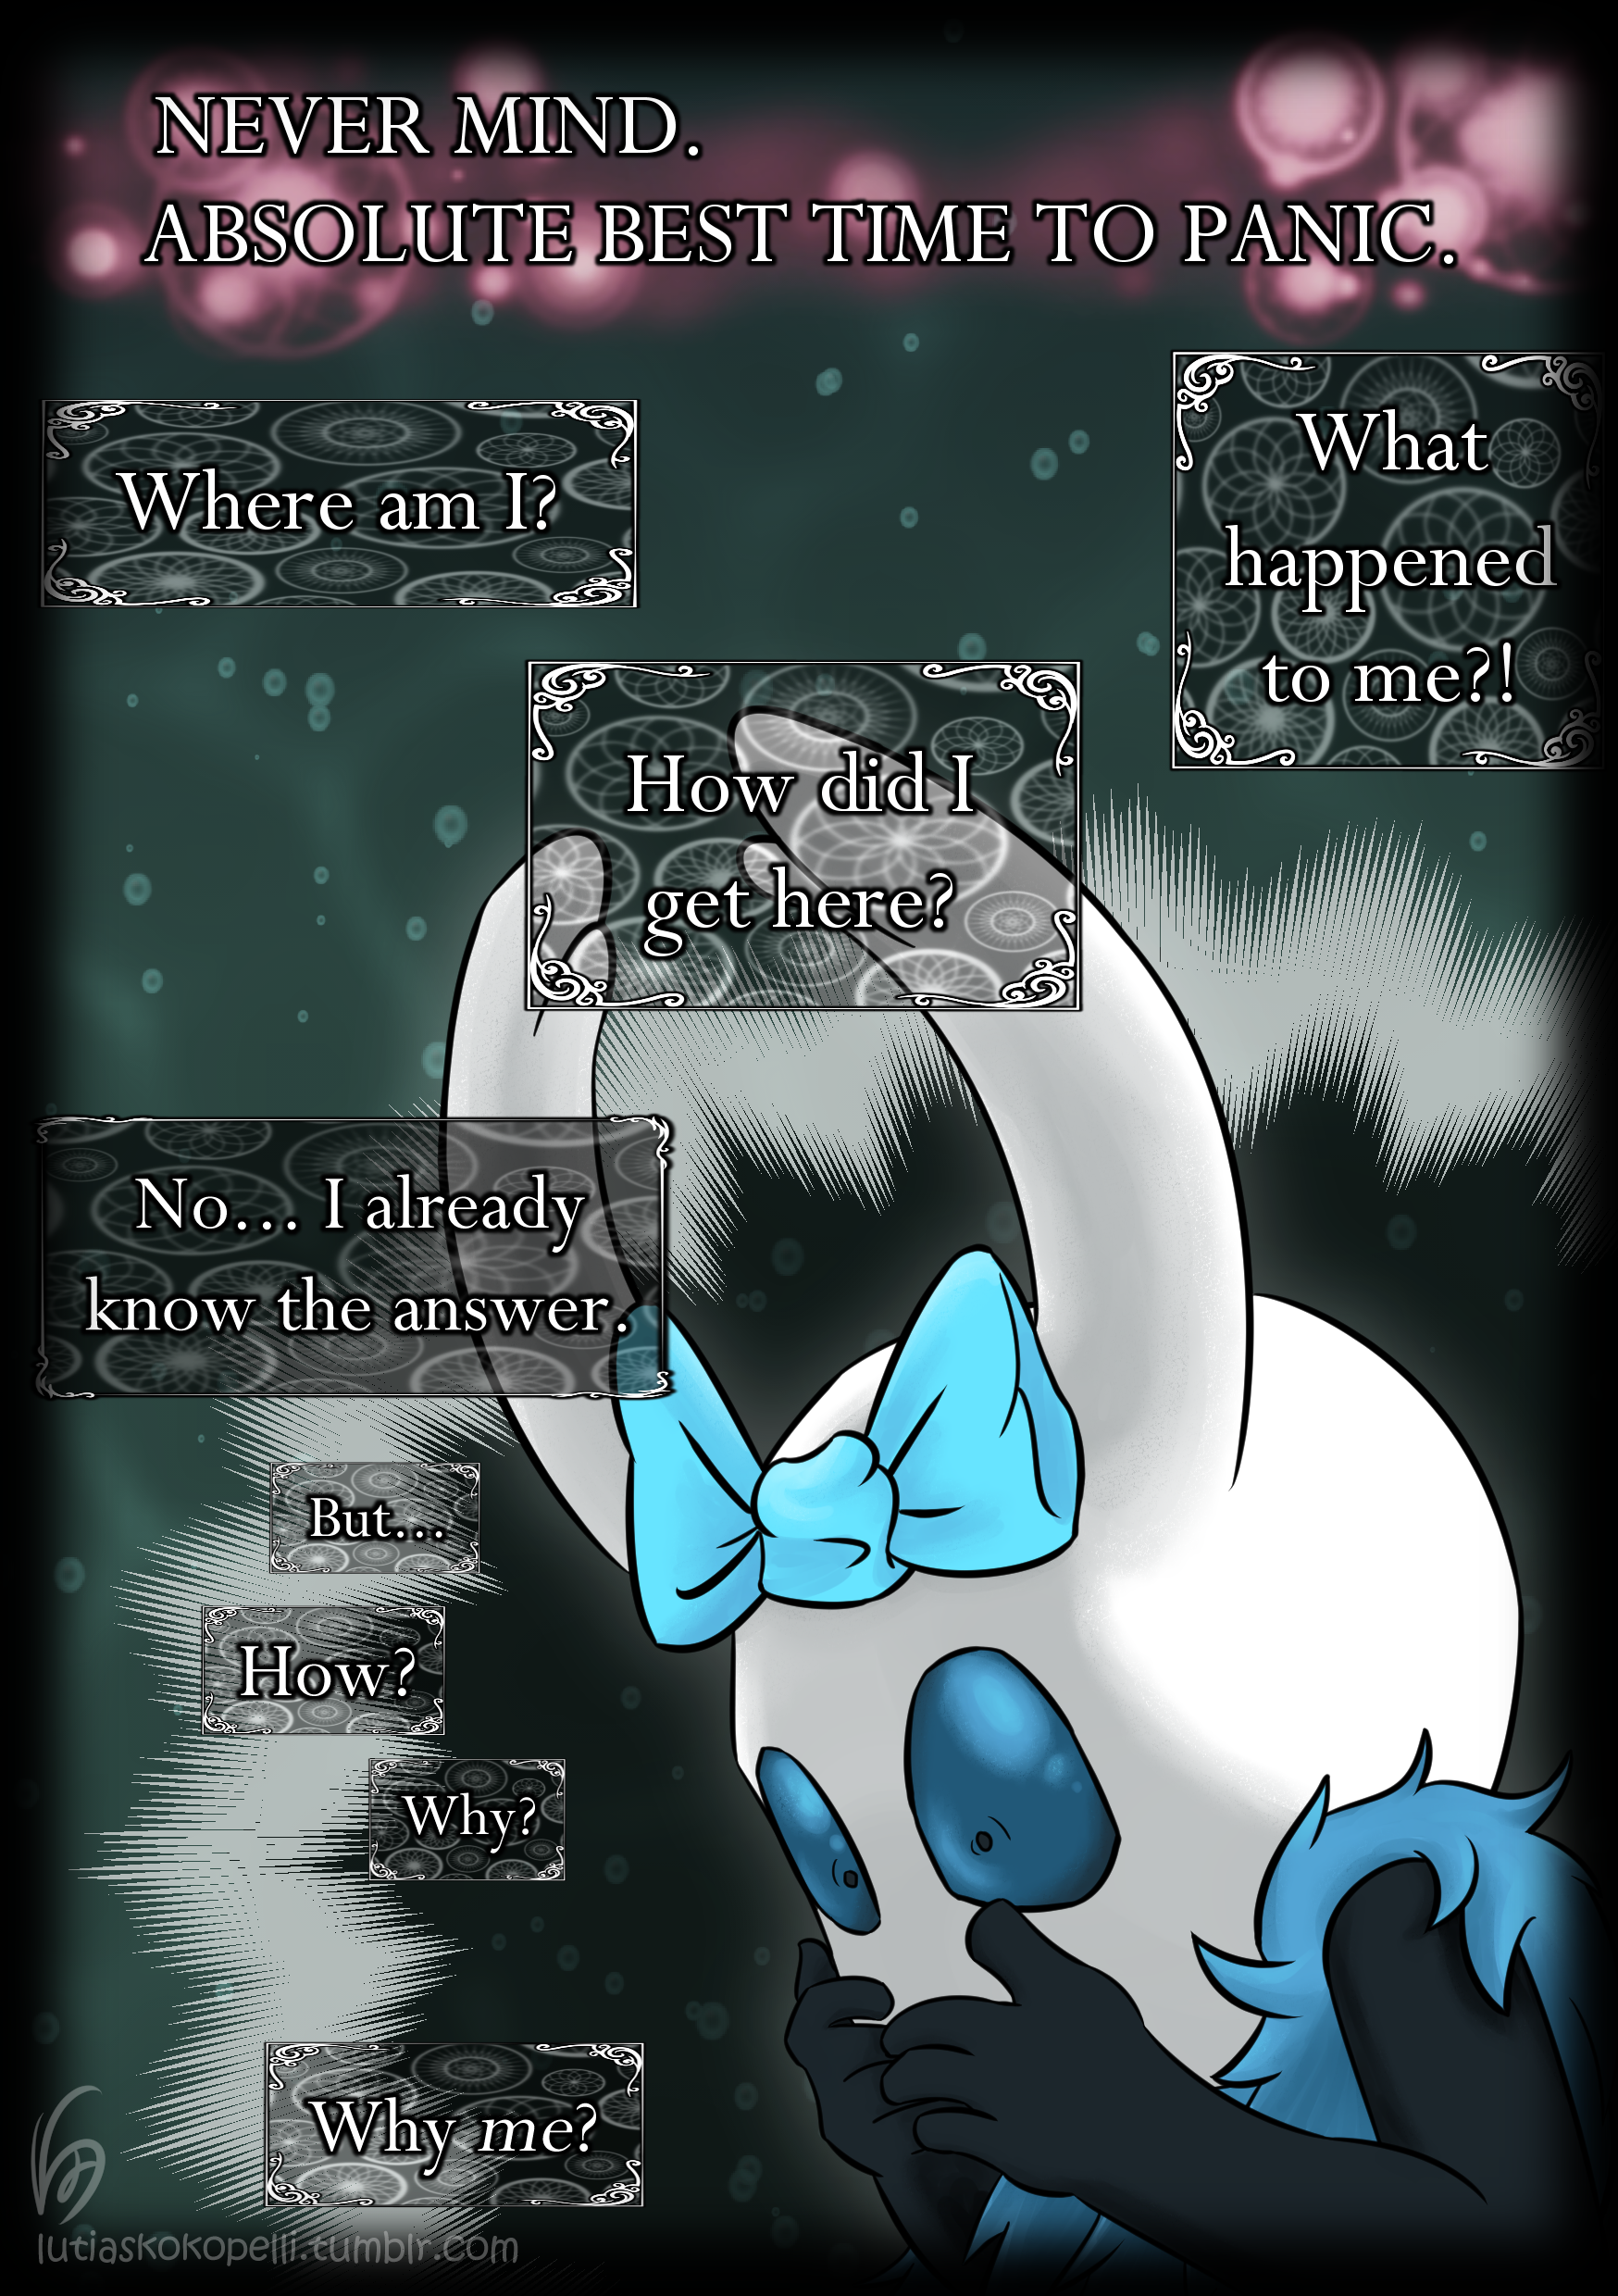 NEVER MIND.
ABSOLUTE BEST TIME TO PANIC.
Where am I?
What
happened
to me?!
How did I
get here?
No... I already
know the answer.
But...
How?
Why?
Why me?
lutiaskokopelli.tumblr.com